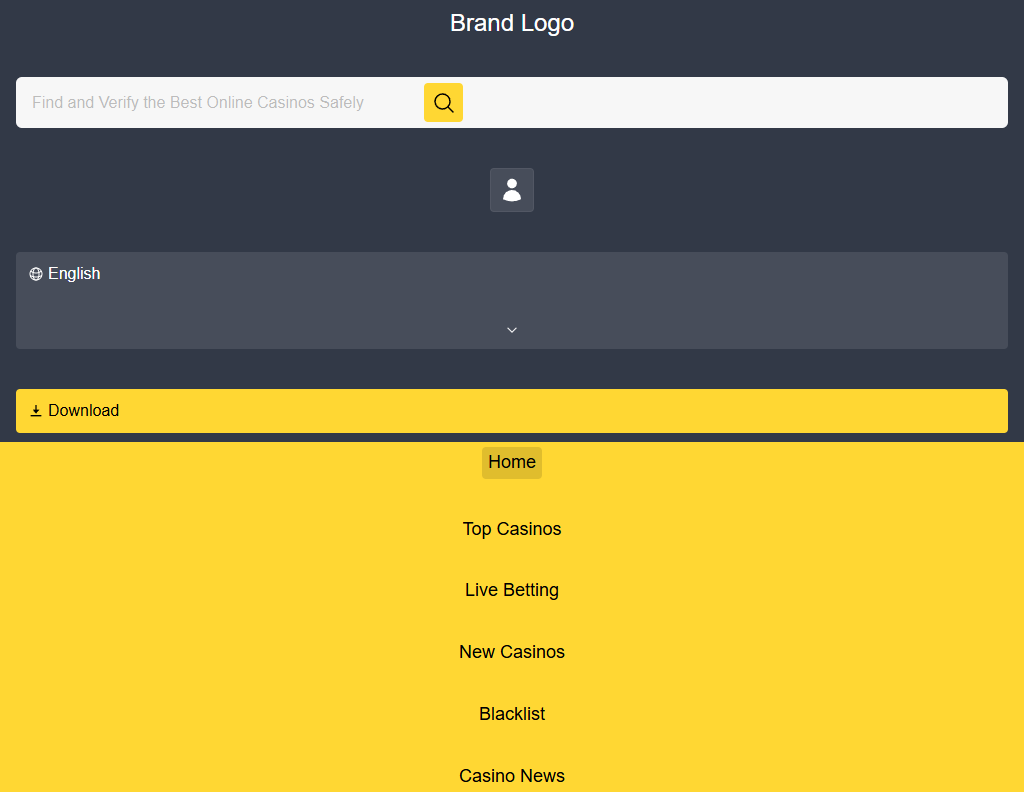 Brand Logo
Find and Verify the Best Online Casinos Safely
English
Download
Home
Top Casinos
Live Betting
New Casinos
Blacklist
Casino News